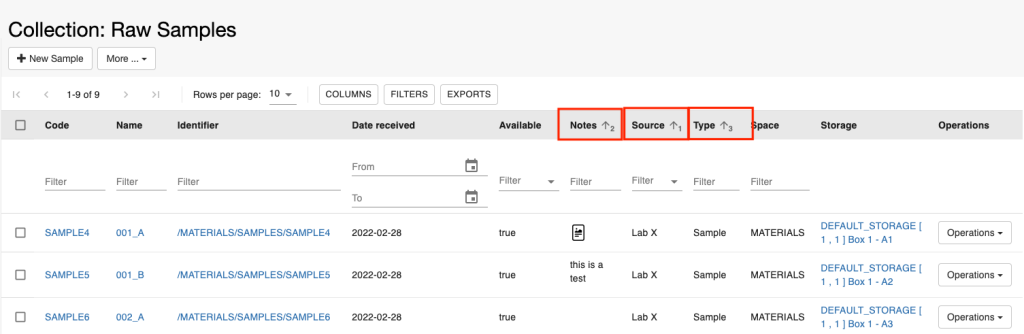 Collection: Raw Samples
+ New Sample More ...
1-9 of 9 Rows per page: 10 COLUMNS FILTERS EXPORTS
Code Name Identifier Date received Available Notes ↑2 Source ↑1 Type ↑3 Space Storage Operations
From
Filter Filter Filter Filter Filter Filter Filter Filter
To
SAMPLE4 001_A /MATERIALS/SAMPLES/SAMPLE4 2022-02-28 true Lab X Sample MATERIALS DEFAULT_STORAGE [ Operations
1 , 1 ] Box 1 - A1
SAMPLE5 001_B /MATERIALS/SAMPLES/SAMPLE5 2022-02-28 true this is a Lab X Sample MATERIALS DEFAULT_STORAGE [ Operations
test 1 , 1 ] Box 1 - A2
SAMPLE6 002_A /MATERIALS/SAMPLES/SAMPLE6 2022-02-28 true Lab X Sample MATERIALS DEFAULT_STORAGE [ Operations
1 , 1 ] Box 1 - A3